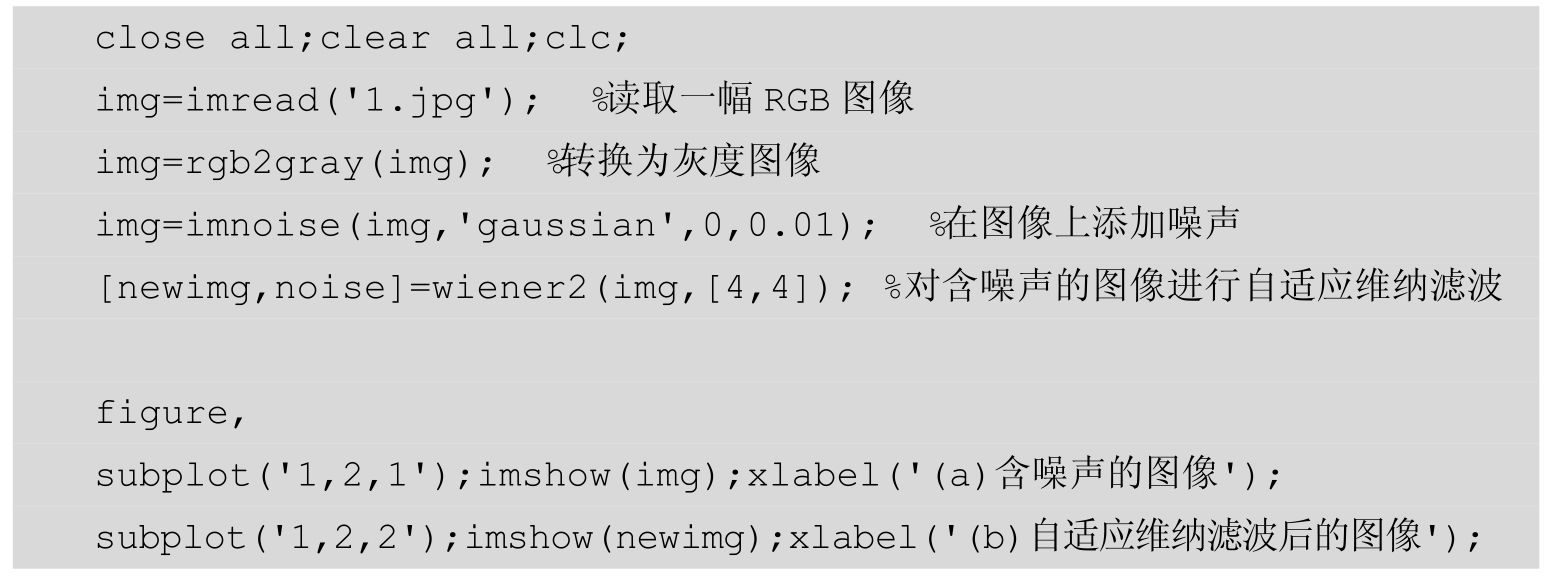 close all;clear all;clc;
img=imread('1.jpg');  %读取一幅 RGB 图像
img=rgb2gray(img);  %转换为灰度图像
img=imnoise(img,'gaussian',0,0.01);  %在图像上添加噪声
[newimg,noise]=wiener2(img,[4,4]); %对含噪声的图像进行自适应维纳滤波
figure,
subplot('1,2,1');imshow(img);xlabel('(a)含噪声的图像');
subplot('1,2,2');imshow(newimg);xlabel('(b)自适应维纳滤波后的图像');